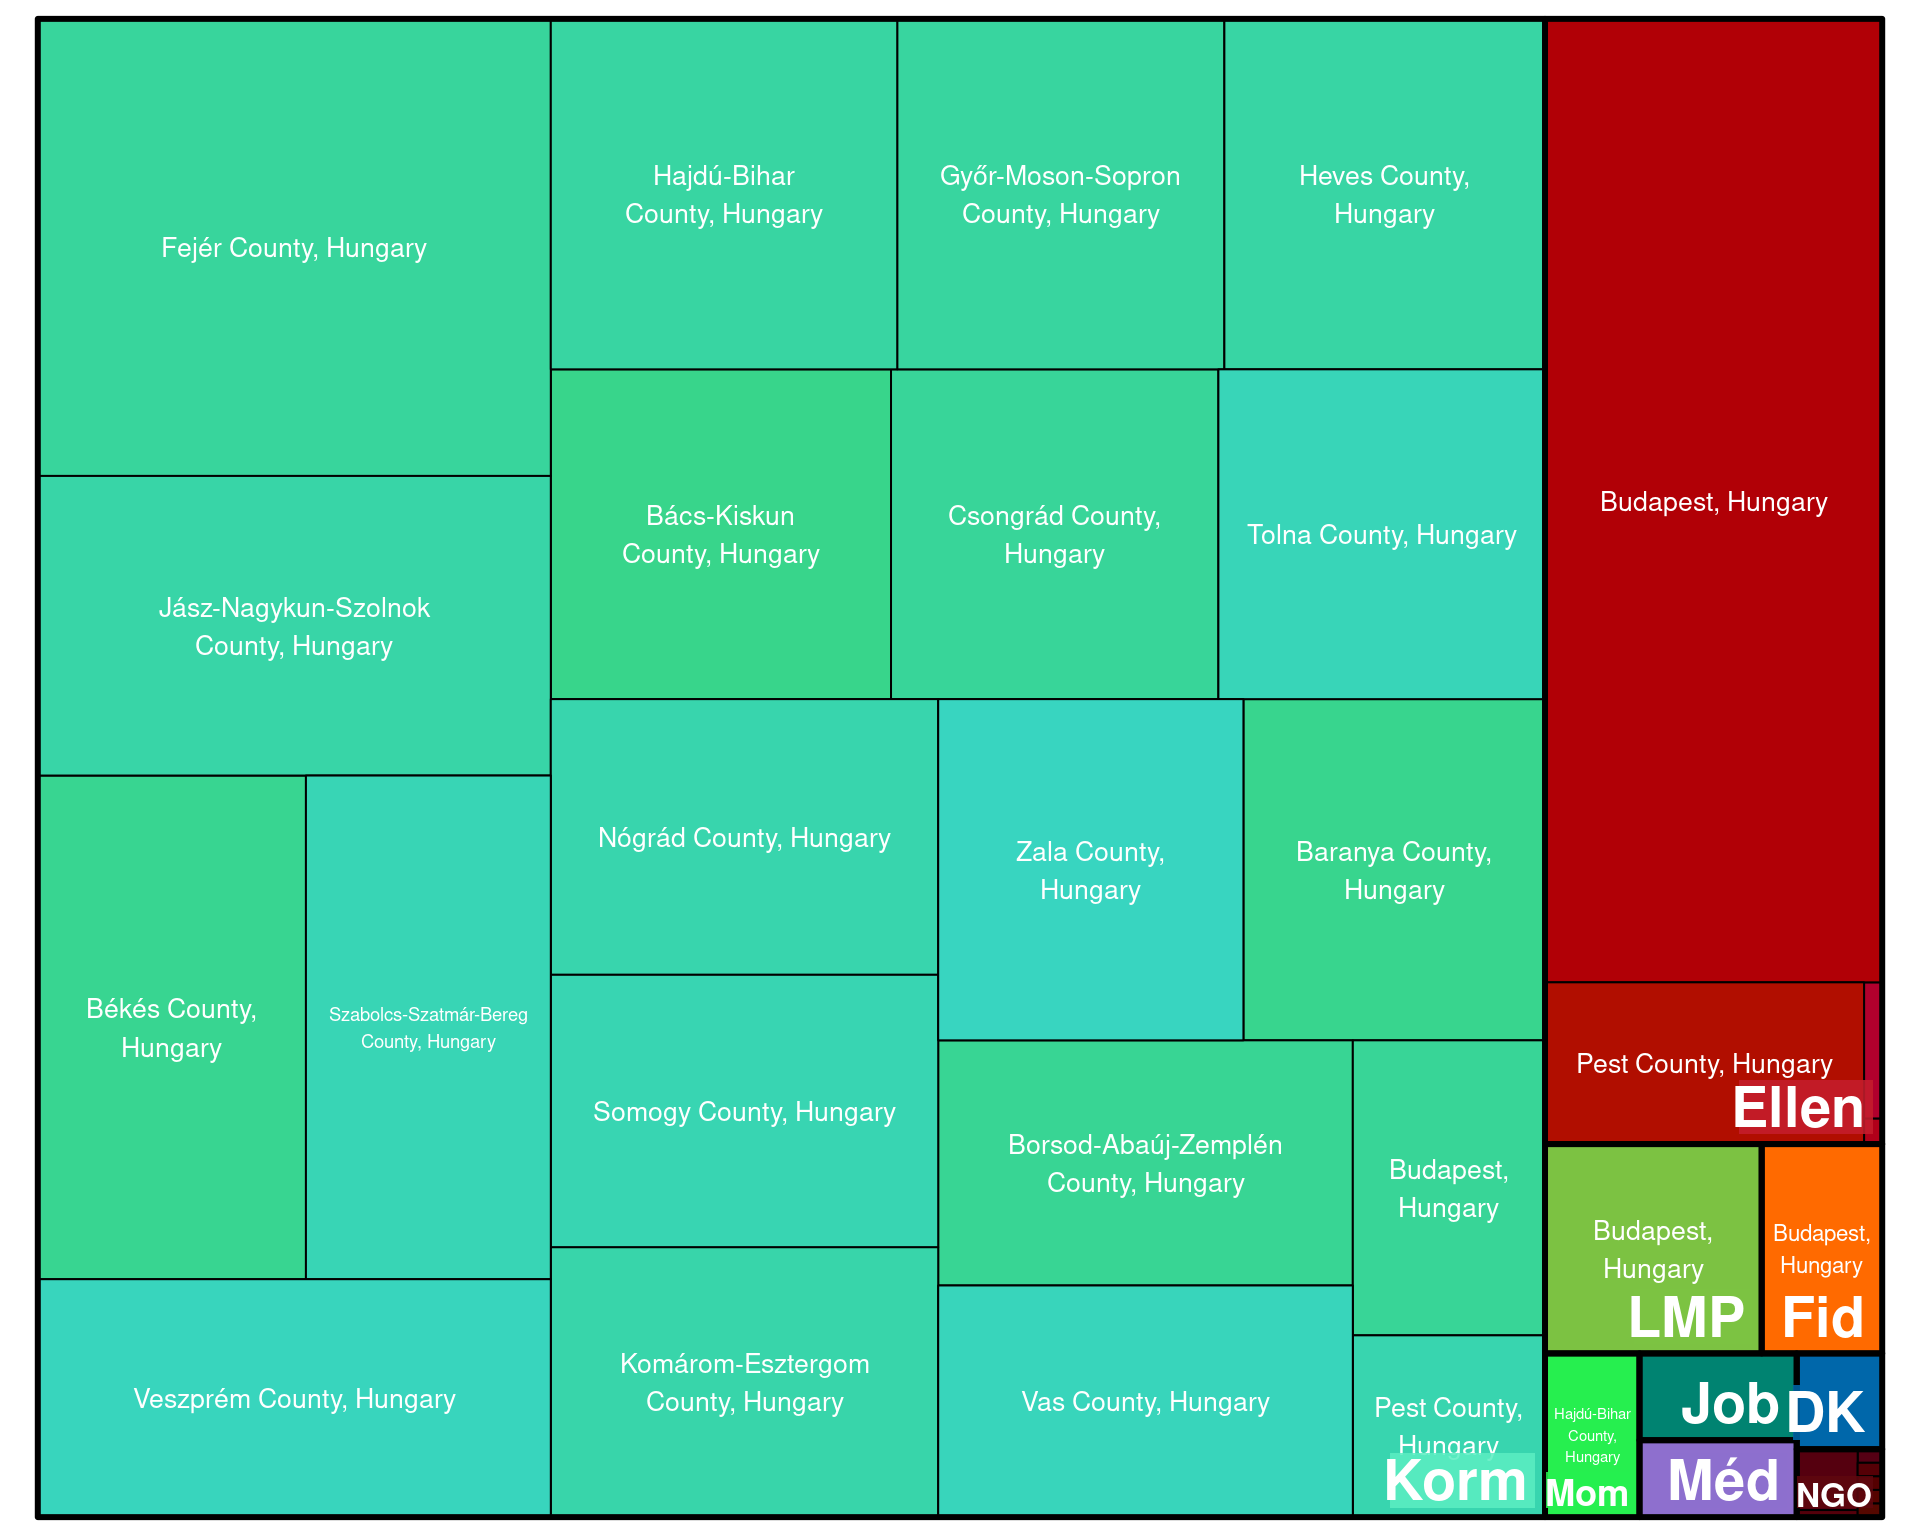 Fejér County, Hungary
Hajdú-Bihar
County, Hungary
Győr-Moson-Sopron
County, Hungary
Heves County,
Hungary
Budapest, Hungary
Jász-Nagykun-Szolnok
County, Hungary
Bács-Kiskun
County, Hungary
Csongrád County,
Hungary
Tolna County, Hungary
Békés County,
Hungary
Szabolcs-Szatmár-Bereg
County, Hungary
Nógrád County, Hungary
Zala County,
Hungary
Baranya County,
Hungary
Somogy County, Hungary
Borsod-Abaúj-Zemplén
County, Hungary
Budapest,
Hungary
Pest County, Hungary
Ellen
Veszprém County, Hungary
Komárom-Esztergom
County, Hungary
Vas County, Hungary
Pest County,
Hungary
Korm
Budapest,
Hungary
LMP
Budapest,
Hungary
Fid
Hajdú-Bihar
County,
Hungary
Mom
Job
DK
Méd
NGO